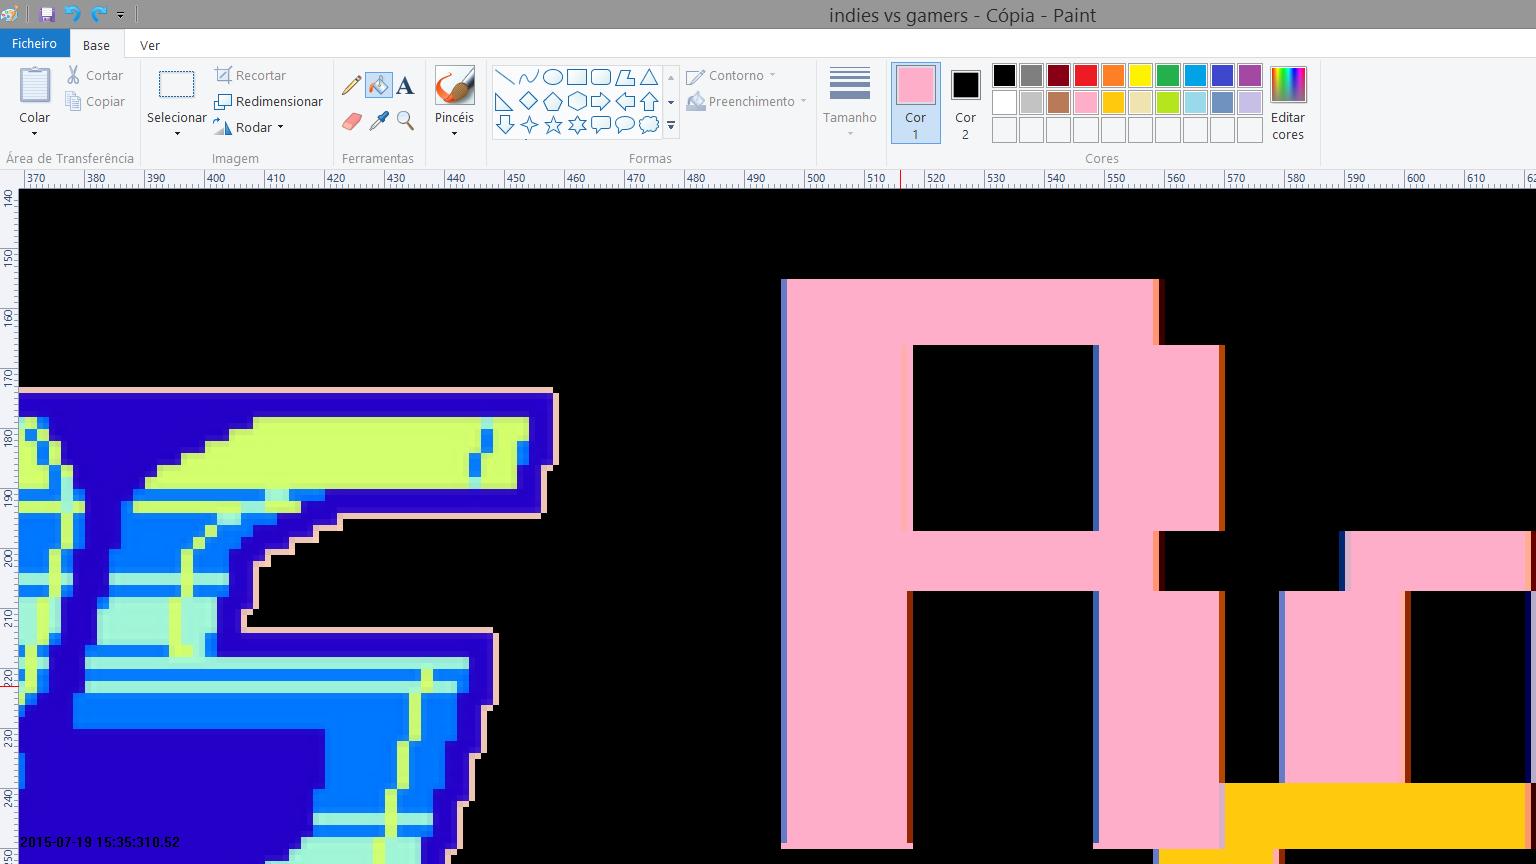 indies vs gamers - Cópia - Paint
Ficheiro Base Ver
Colar Cortar Copiar
Selecionar Recortar Redimensionar Rodar
A
Pincéis
Contorno Preenchimento
Tamanho
Cor 1 Cor 2
Editar cores
Área de Transferência Imagem Ferramentas Formas Cores
370 380 390 400 410 420 430 440 450 460 470 480 490 500 510 520 530 540 550 560 570 580 590 600 610
140
150
160
170
180
190
200
210
220
230
240
250
R
2015-07-19 15:35:310.52